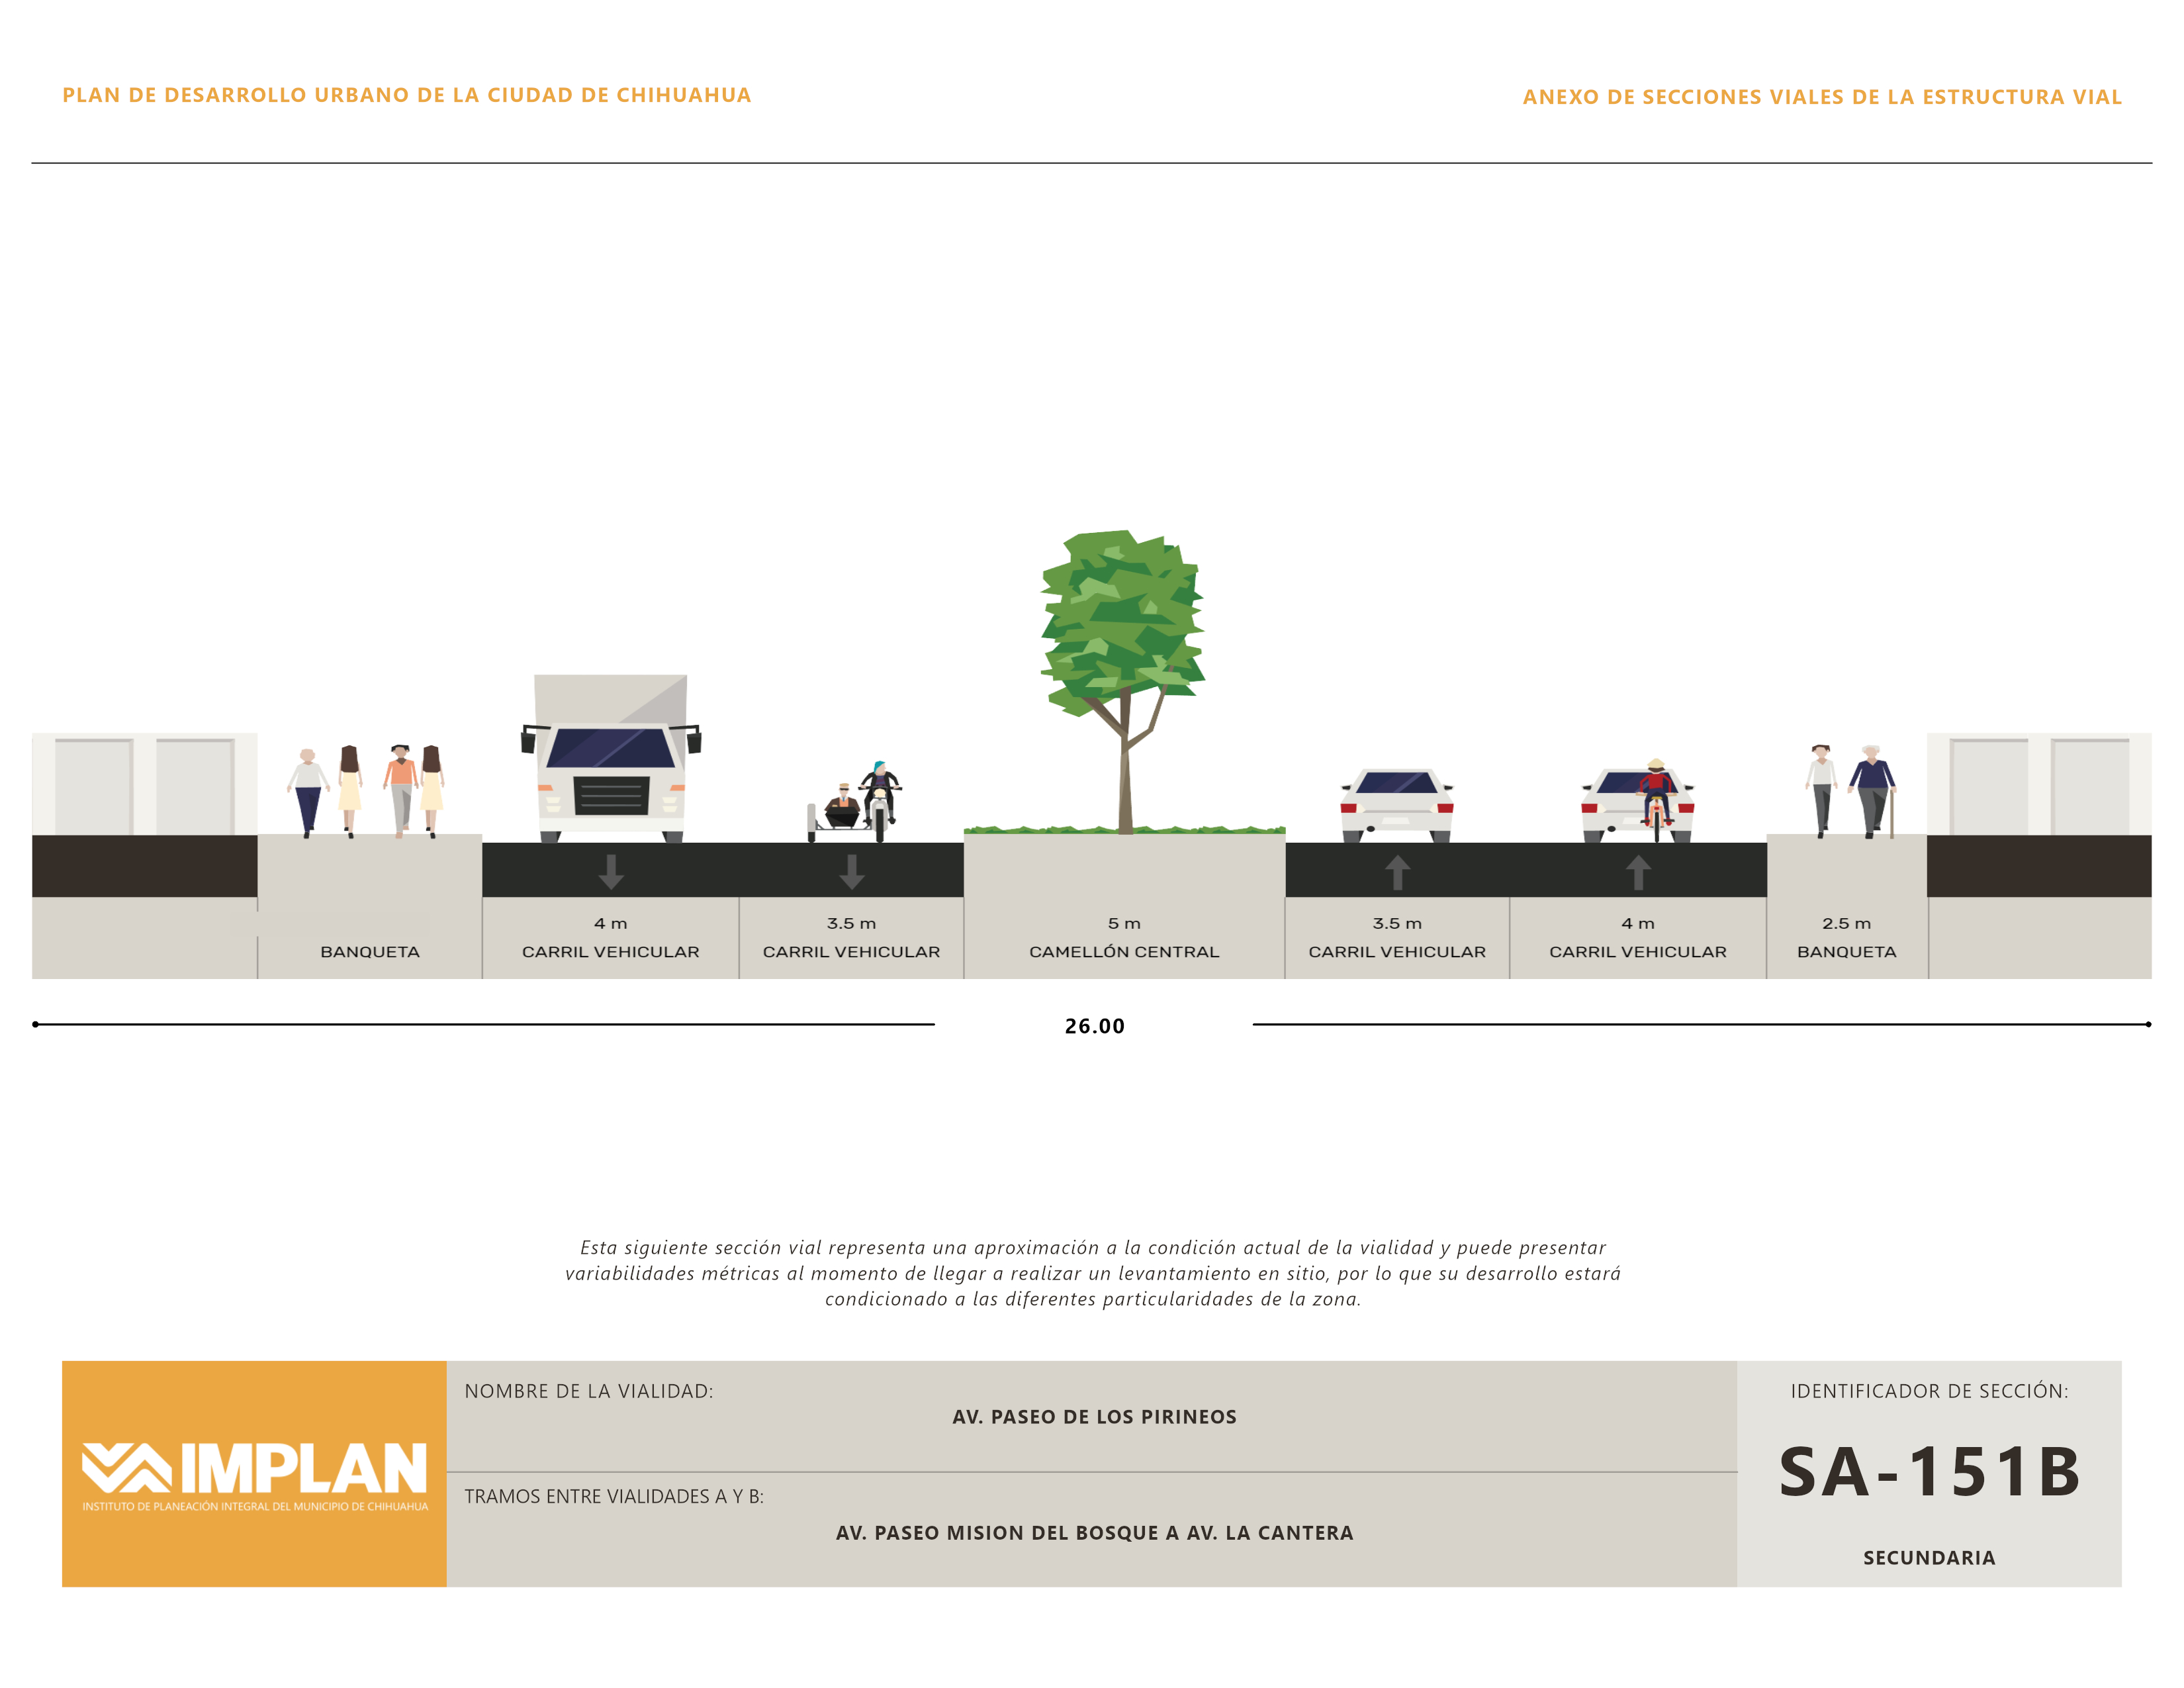 PLAN DE DESARROLLO URBANO DE LA CIUDAD DE CHIHUAHUA
ANEXO DE SECCIONES VIALES DE LA ESTRUCTURA VIAL
BANQUETA
4 m
CARRIL VEHICULAR
3.5 m
CARRIL VEHICULAR
5 m
CAMELLÓN CENTRAL
3.5 m
CARRIL VEHICULAR
4 m
CARRIL VEHICULAR
2.5 m
BANQUETA
26.00
Esta siguiente sección vial representa una aproximación a la condición actual de la vialidad y puede presentar
variabilidades métricas al momento de llegar a realizar un levantamiento en sitio, por lo que su desarrollo estará
condicionado a las diferentes particularidades de la zona.
IMPLAN
INSTITUTO DE PLANEACIÓN INTEGRAL DEL MUNICIPIO DE CHIHUAHUA
NOMBRE DE LA VIALIDAD:
AV. PASEO DE LOS PIRINEOS
TRAMOS ENTRE VIALIDADES A Y B:
AV. PASEO MISION DEL BOSQUE A AV. LA CANTERA
IDENTIFICADOR DE SECCIÓN:
SA-151B
SECUNDARIA